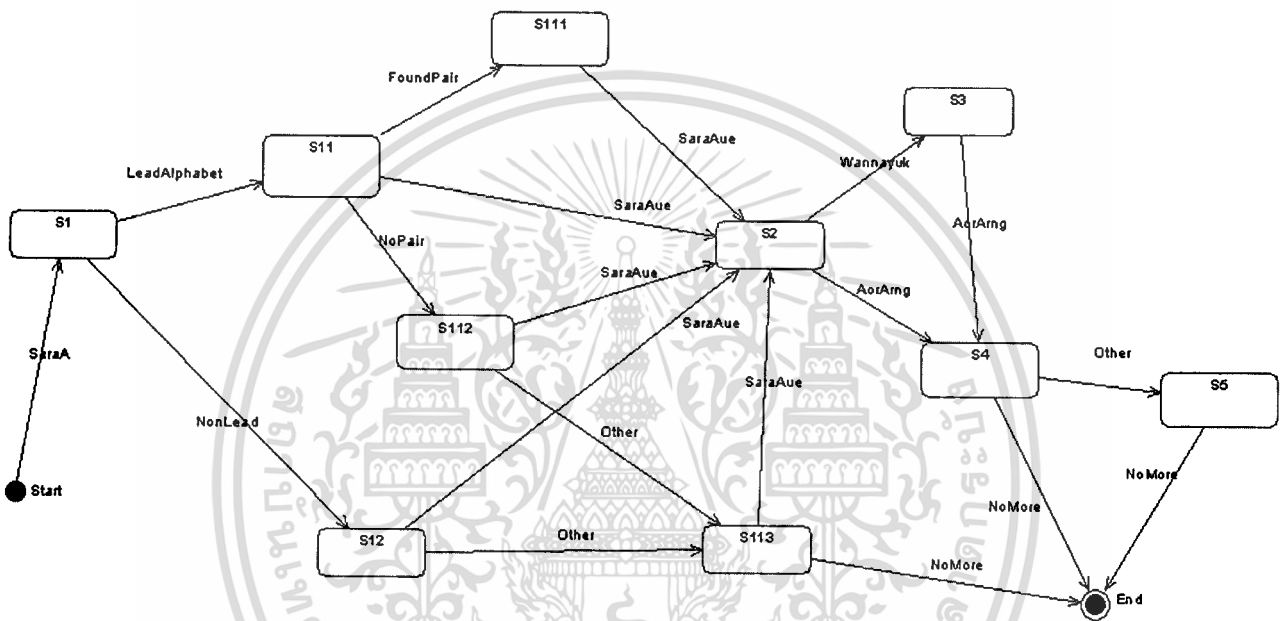 S111
FoundPair
S3
SaraAue
S11
Wannayuk
LeadAlphabet
S1
SaraAue
S2
AorArng
NoPair
SaraAue
AorArng
S112
SaraAue
S4
Other
SaraA
SaraAue
S5
NonLead
Other
NoMore
Start
NoMore
S12
Other
S113
NoMore
End